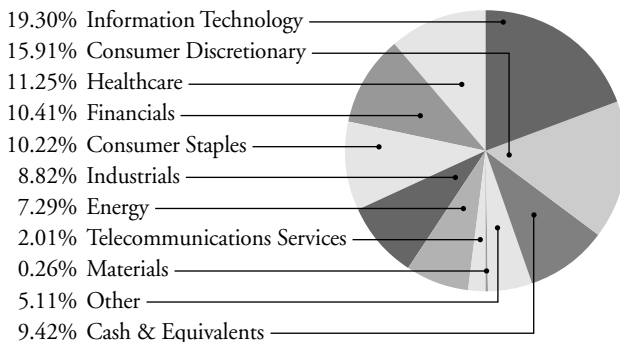 19.30% Information Technology
15.91% Consumer Discretionary
11.25% Healthcare
10.41% Financials
10.22% Consumer Staples
8.82% Industrials
7.29% Energy
2.01% Telecommunications Services
0.26% Materials
5.11% Other
9.42% Cash & Equivalents